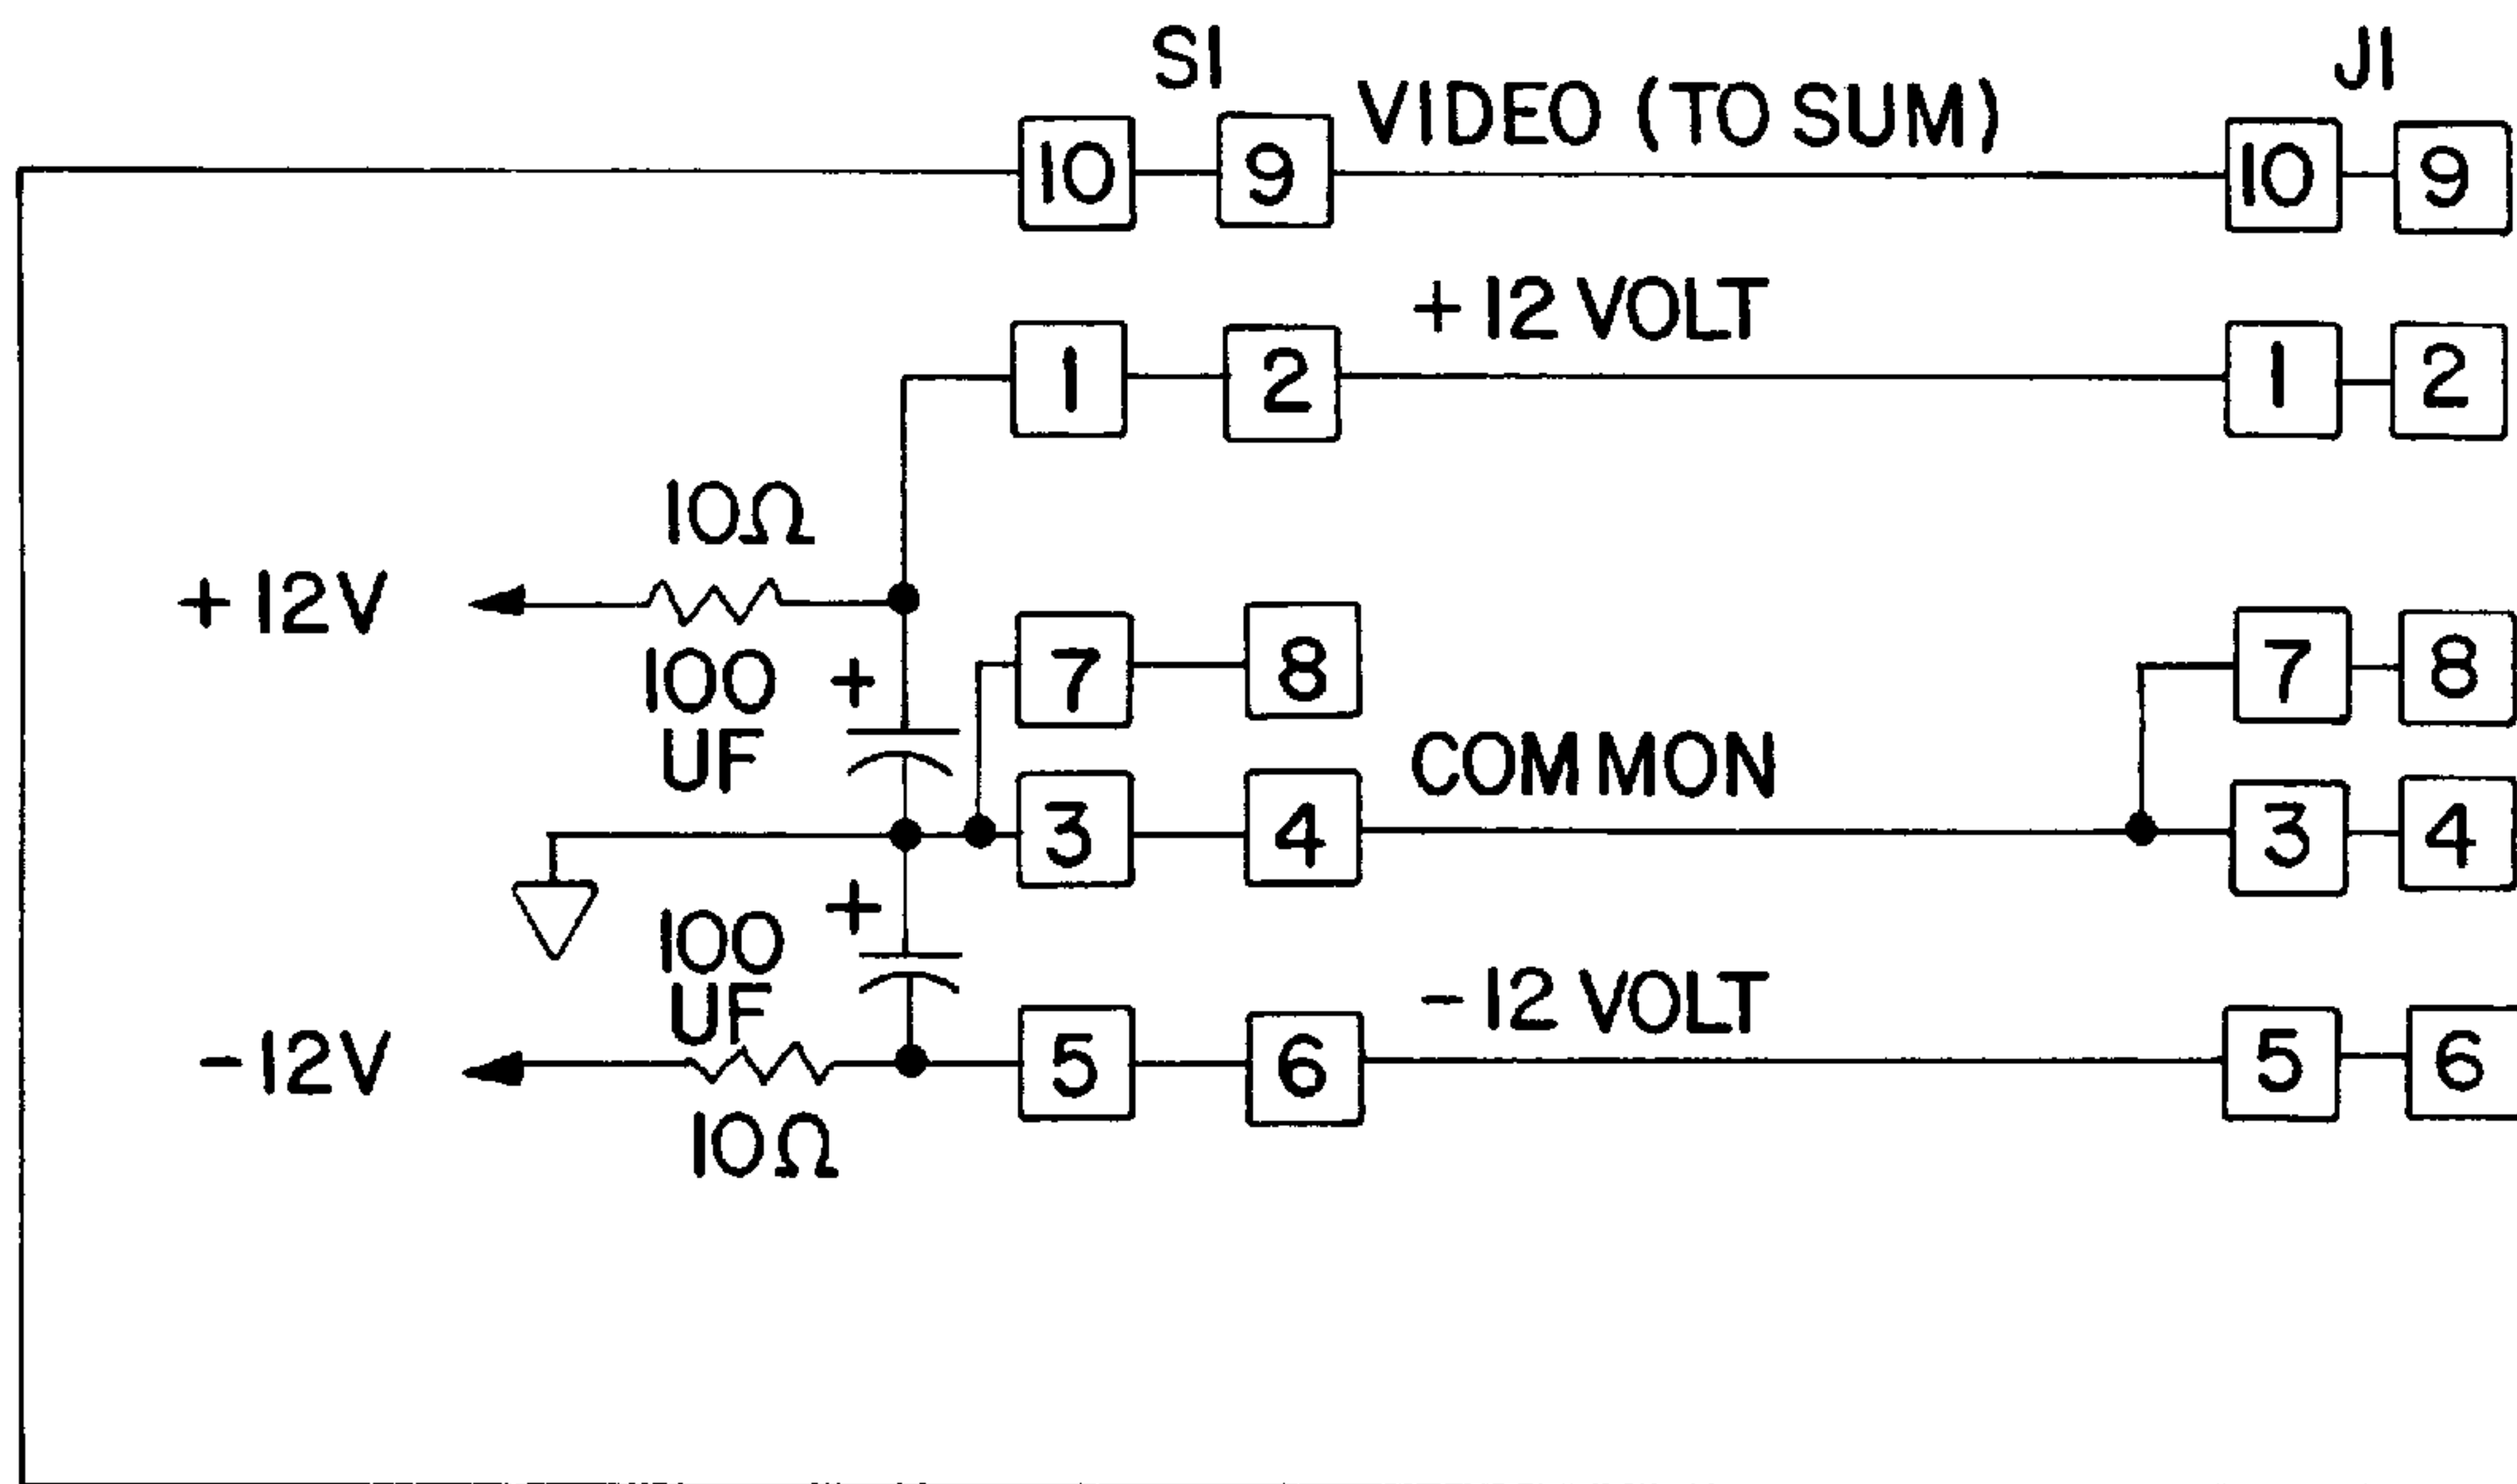 S1
J1
VIDEO (TO SUM)
10 9 10 9
+12 VOLT
1 2 1 2
10Ω
+12V
100
UF
+
7 8 7 8
COMMON
3 4 3 4
+
100
UF
-12 VOLT
-12V
5 6 5 6
10Ω